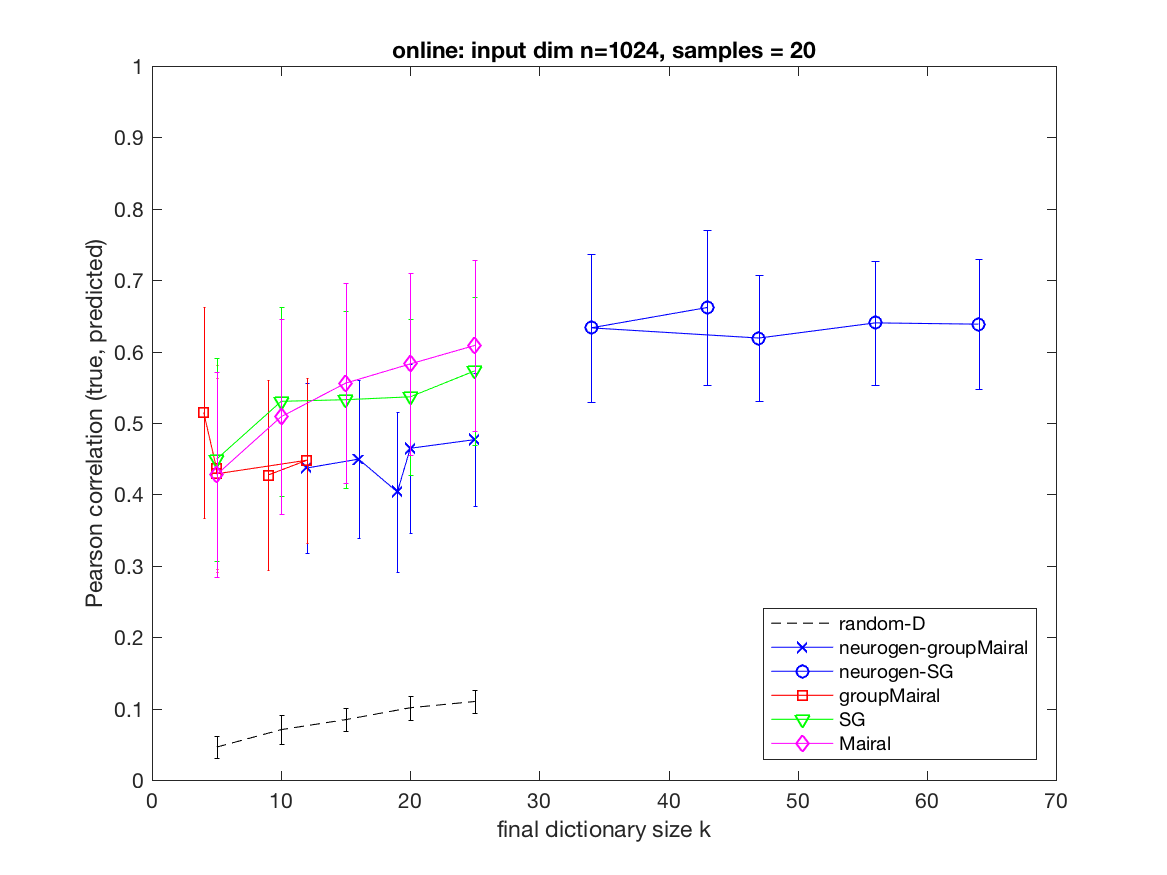 online: input dim n=1024, samples = 20
Pearson correlation (true, predicted)
1
0.9
0.8
0.7
0.6
0.5
0.4
0.3
0.2
0.1
0
0 10 20 30 40 50 60 70
final dictionary size k
random-D
neurogen-groupMairal
neurogen-SG
groupMairal
SG
Mairal